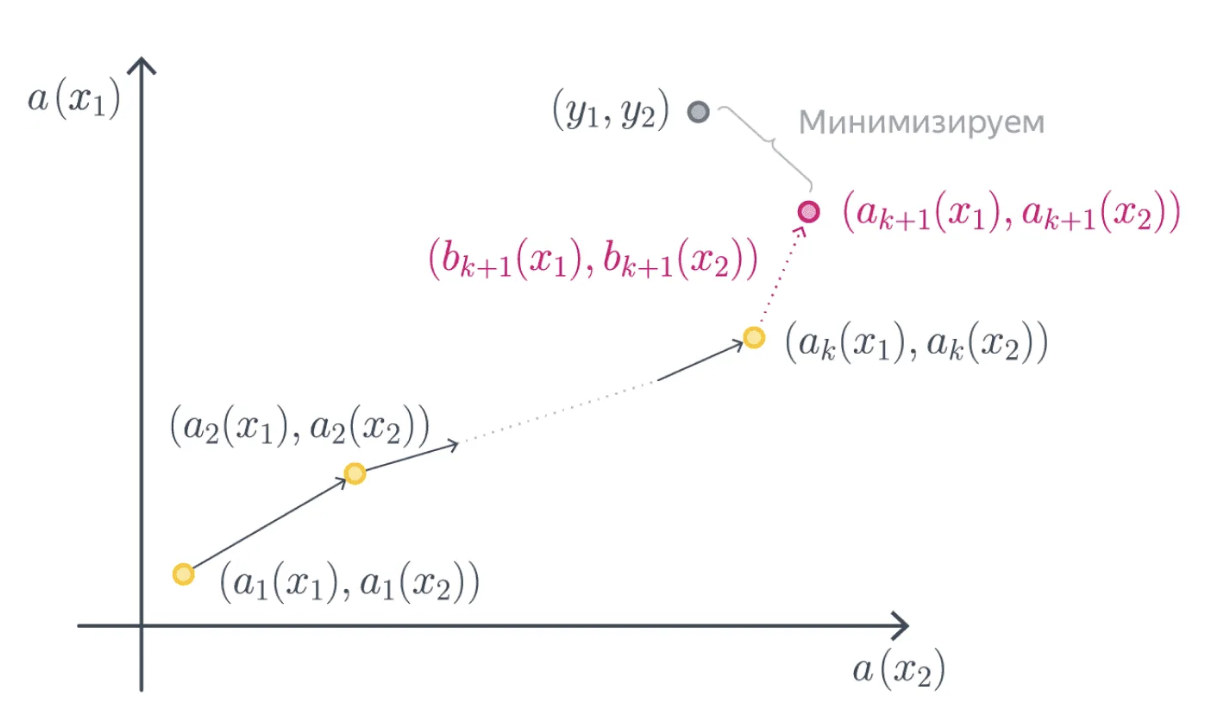 a(x₁)
(y₁, y₂)
Минимизируем
(aₖ₊₁(x₁), aₖ₊₁(x₂))
(bₖ₊₁(x₁), bₖ₊₁(x₂))
(aₖ(x₁), aₖ(x₂))
(a₂(x₁), a₂(x₂))
(a₁(x₁), a₁(x₂))
a(x₂)